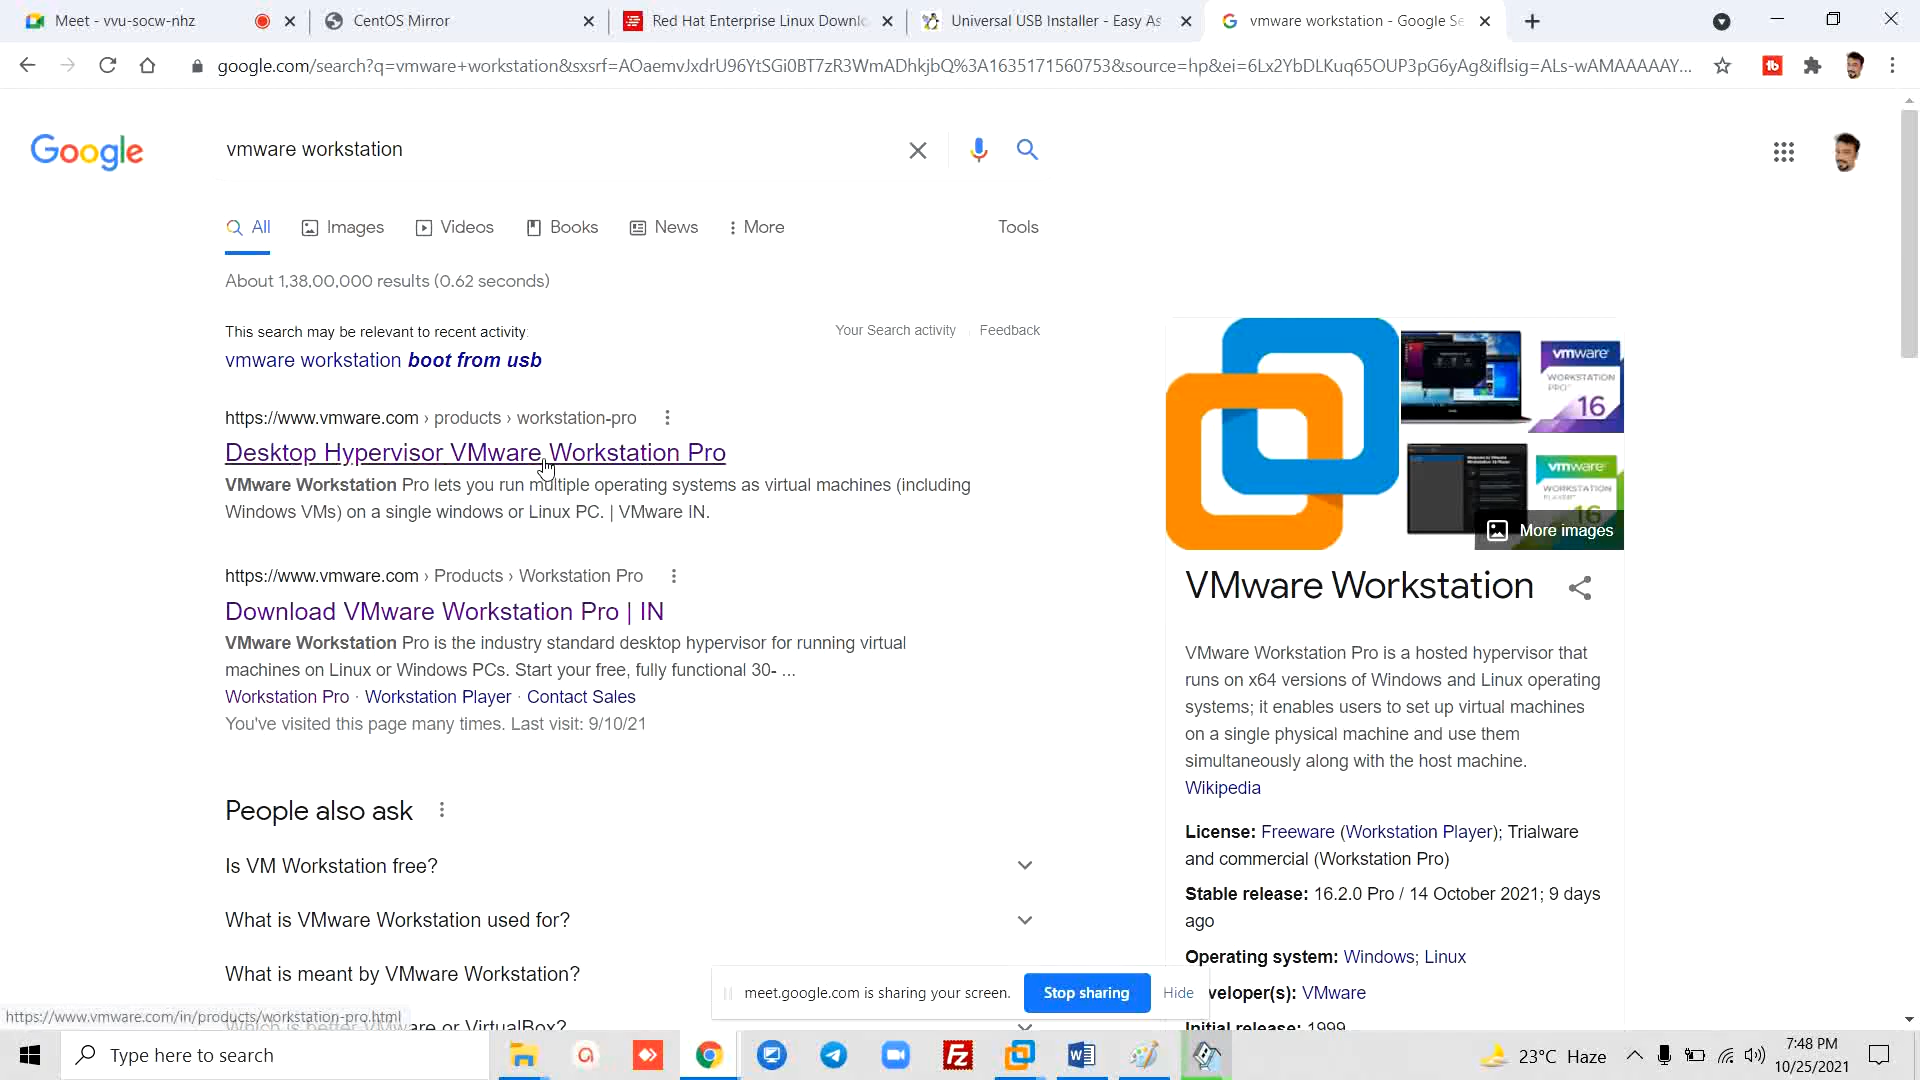 Meet - vvu-socw-nhz
CentOS Mirror
Red Hat Enterprise Linux Downlo
Universal USB Installer - Easy As
vmware workstation - Google Se
google.com/search?q=vmware+workstation&sxsrf=AOaemvJxdrU96YtSGi0BT7zR3WmADhkjbQ%3A1635171560753&source=hp&ei=6Lx2YbDLKuq65OUP3pG6yAg&iflsig=ALs-wAMAAAAAY...
Google
vmware workstation
All
Images
Videos
Books
News
More
Tools
About 1,38,00,000 results (0.62 seconds)
This search may be relevant to recent activity:
Your Search activity
Feedback
vmware workstation boot from usb
https://www.vmware.com › products › workstation-pro
Desktop Hypervisor VMware Workstation Pro
VMware Workstation Pro lets you run multiple operating systems as virtual machines (including
Windows VMs) on a single windows or Linux PC. | VMware IN.
https://www.vmware.com › Products › Workstation Pro
Download VMware Workstation Pro | IN
VMware Workstation Pro is the industry standard desktop hypervisor for running virtual
machines on Linux or Windows PCs. Start your free, fully functional 30- ...
Workstation Pro · Workstation Player · Contact Sales
You've visited this page many times. Last visit: 9/10/21
People also ask
Is VM Workstation free?
What is VMware Workstation used for?
What is meant by VMware Workstation?
Which is better VMware or VirtualBox?
vmware
WORKSTATION
PRO
16
vmware
WORKSTATION
PLAYER
16
More images
VMware Workstation
VMware Workstation Pro is a hosted hypervisor that
runs on x64 versions of Windows and Linux operating
systems; it enables users to set up virtual machines
on a single physical machine and use them
simultaneously along with the host machine.
Wikipedia
License: Freeware (Workstation Player); Trialware
and commercial (Workstation Pro)
Stable release: 16.2.0 Pro / 14 October 2021; 9 days
ago
Operating system: Windows; Linux
veloper(s): VMware
Initial release: 1999
meet.google.com is sharing your screen.
Stop sharing
Hide
https://www.vmware.com/in/products/workstation-pro.html
Type here to search
23°C Haze
7:48 PM
10/25/2021